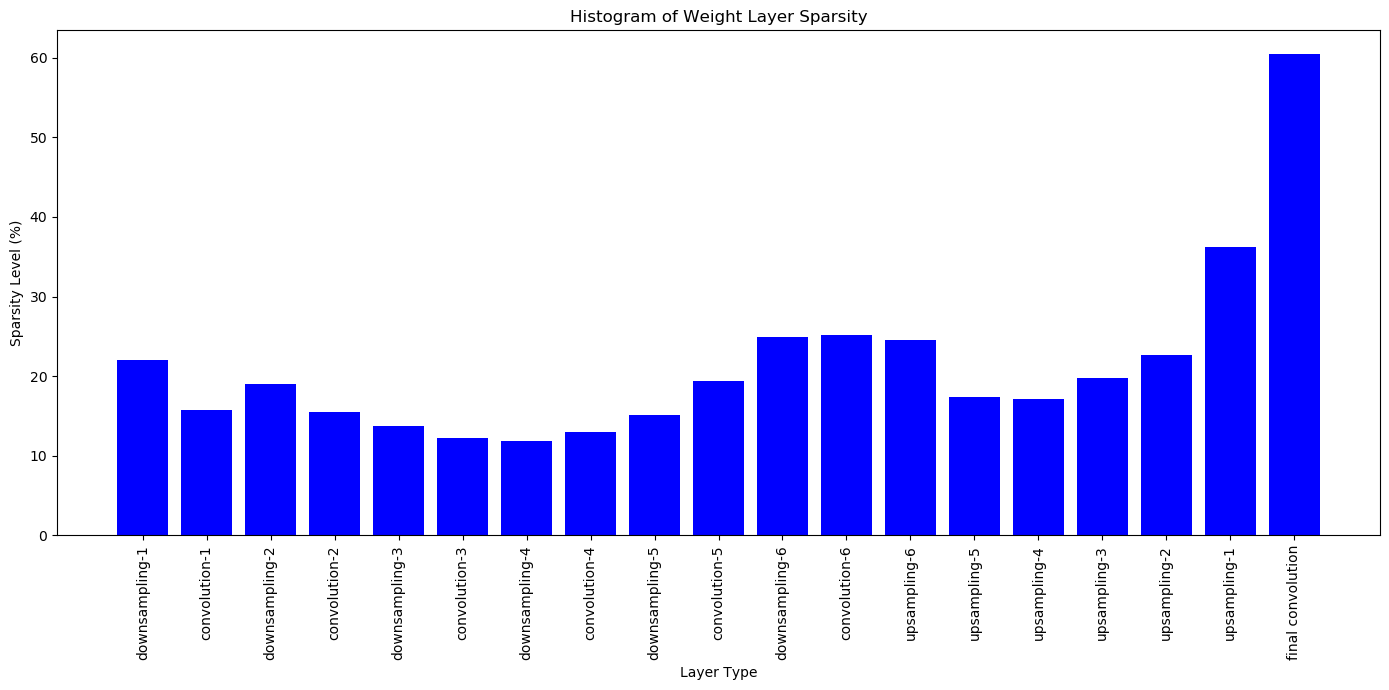 Histogram of Weight Layer Sparsity
Sparsity Level (%)
60
50
40
30
20
10
0
downsampling-1
convolution-1
downsampling-2
convolution-2
downsampling-3
convolution-3
downsampling-4
convolution-4
downsampling-5
convolution-5
downsampling-6
convolution-6
upsampling-6
upsampling-5
upsampling-4
upsampling-3
upsampling-2
upsampling-1
final convolution
Layer Type